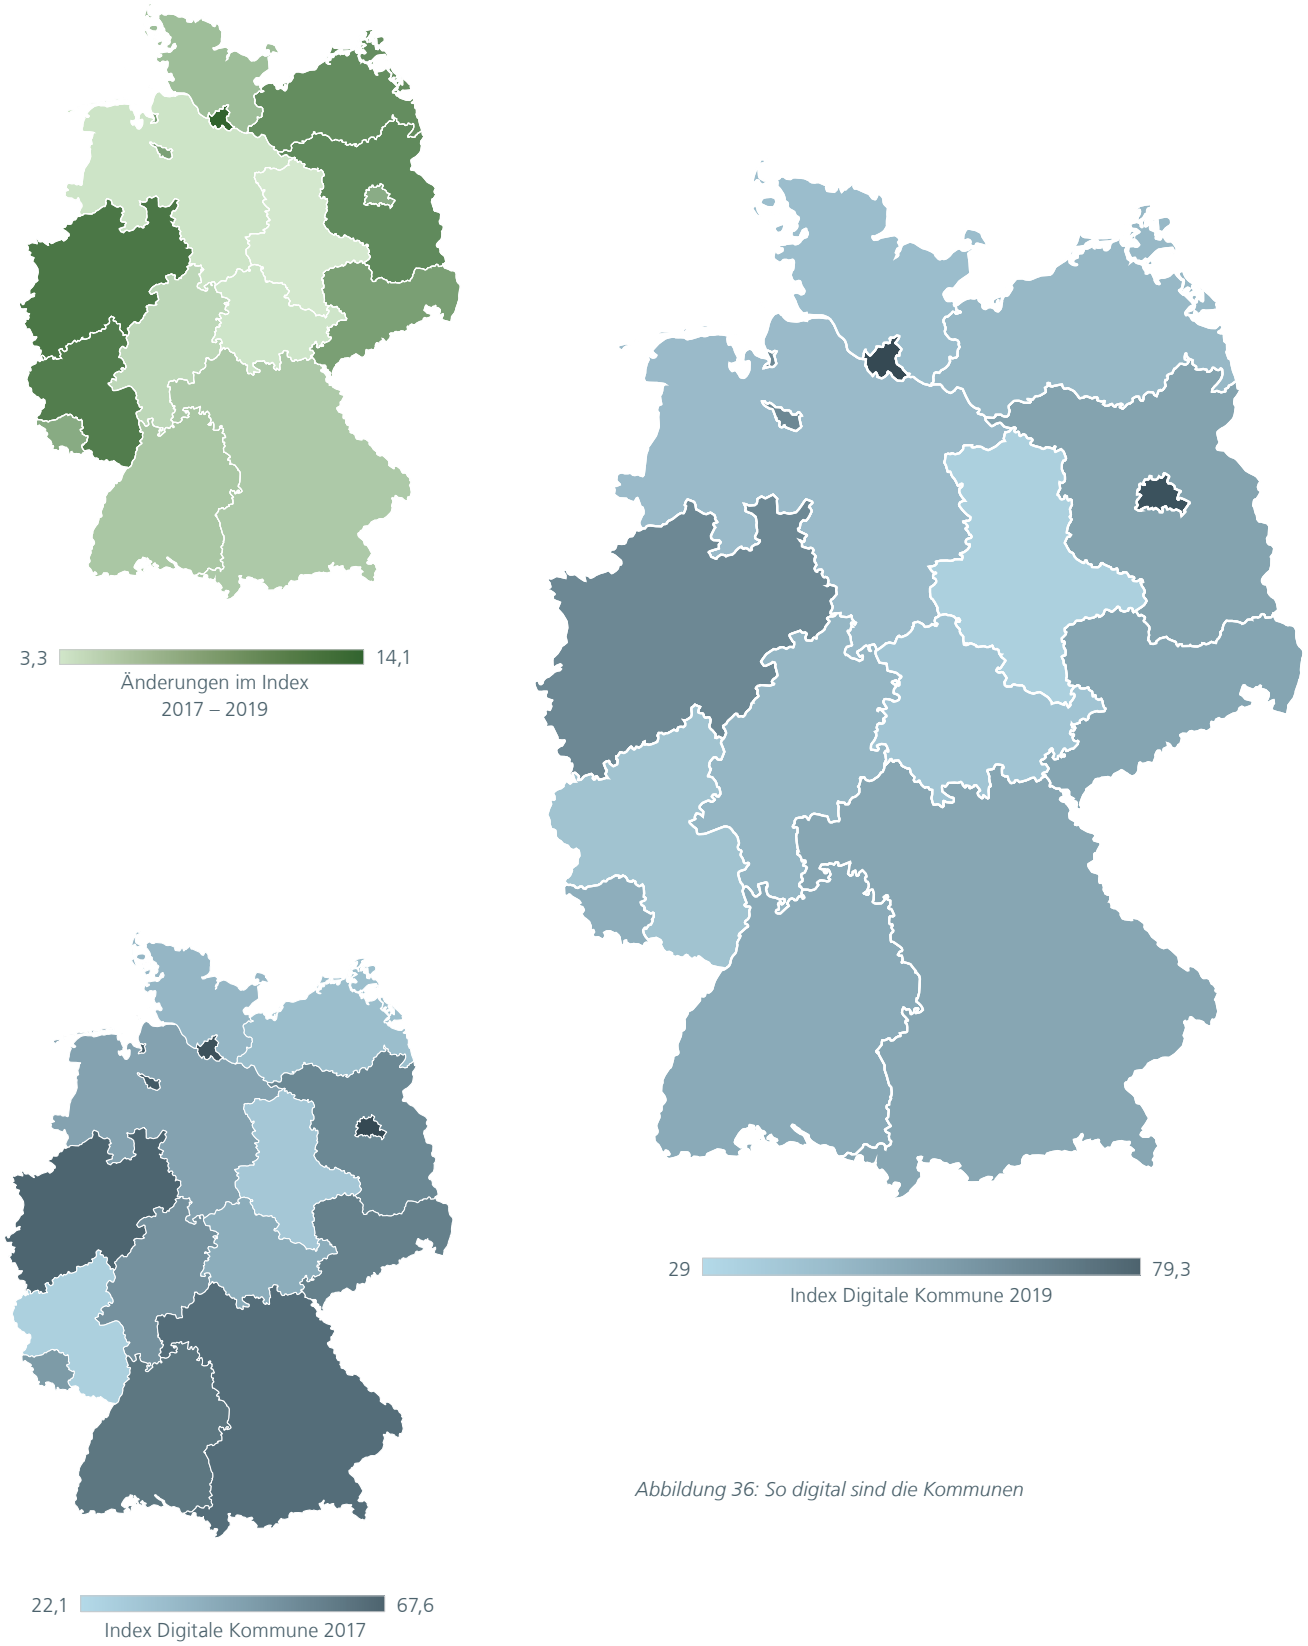 3,3
14,1
Änderungen im Index
2017 – 2019
29
79,3
Index Digitale Kommune 2019
Abbildung 36: So digital sind die Kommunen
22,1
67,6
Index Digitale Kommune 2017